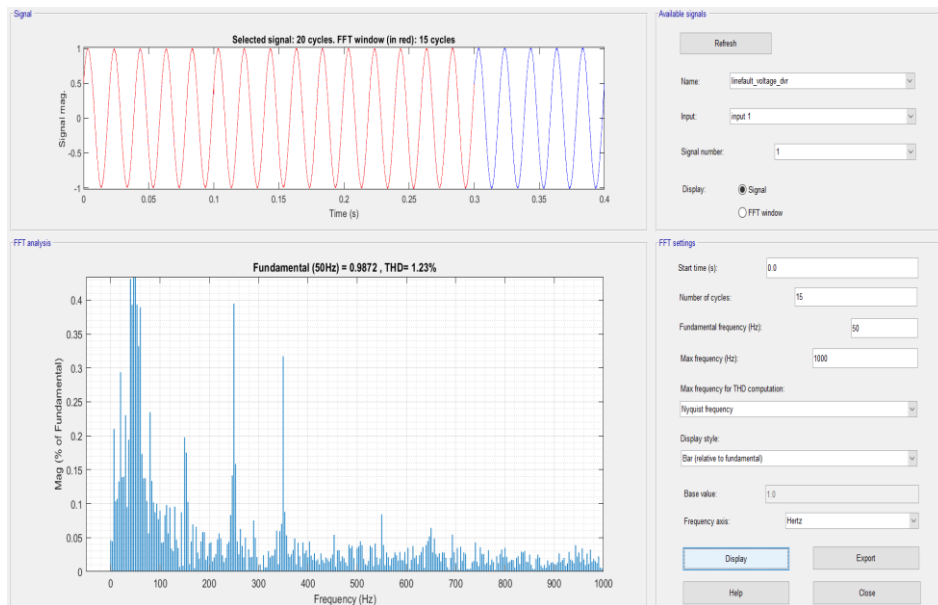 Signal
Selected signal: 20 cycles. FFT window (in red): 15 cycles
1
0.5
0
-0.5
-1
Signal mag.
0 0.05 0.1 0.15 0.2 0.25 0.3 0.35 0.4
Time (s)
Available signals
Refresh
Name: linefault_voltage_dvr
Input: input 1
Signal number: 1
Display: Signal
FFT window
FFT analysis
Fundamental (50Hz) = 0.9872 , THD= 1.23%
0.4
0.35
0.3
0.25
0.2
0.15
0.1
0.05
0
Mag (% of Fundamental)
0 100 200 300 400 500 600 700 800 900 1000
Frequency (Hz)
FFT settings
Start time (s): 0.0
Number of cycles: 15
Fundamental frequency (Hz): 50
Max frequency (Hz): 1000
Max frequency for THD computation:
Nyquist frequency
Display style:
Bar (relative to fundamental)
Base value: 1.0
Frequency axis: Hertz
Display Export
Help Close